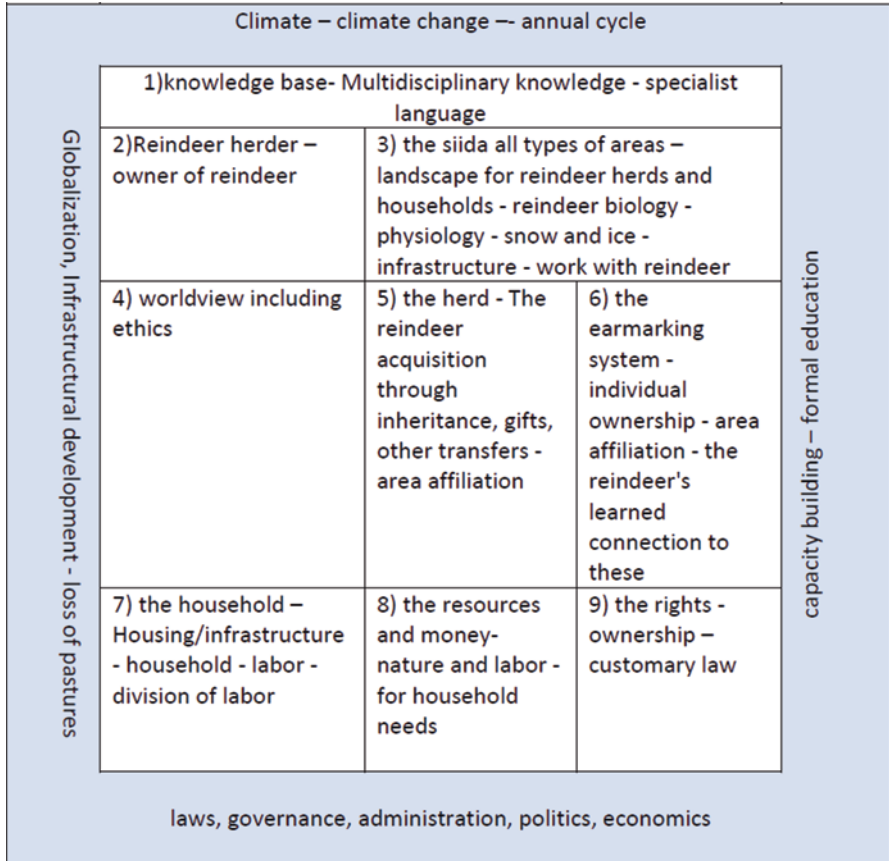 Climate – climate change –- annual cycle
1)knowledge base- Multidisciplinary knowledge - specialist
language
Globalization, Infrastructural development - loss of pastures
2)Reindeer herder –
owner of reindeer
3) the siida all types of areas –
landscape for reindeer herds and
households - reindeer biology -
physiology - snow and ice -
infrastructure - work with reindeer
4) worldview including
ethics
5) the herd - The
reindeer
acquisition
through
inheritance, gifts,
other transfers -
area affiliation
6) the
earmarking
system -
individual
ownership - area
affiliation - the
reindeer's
learned
connection to
these
7) the household –
Housing/infrastructure
- household - labor -
division of labor
8) the resources
and money-
nature and labor -
for household
needs
9) the rights -
ownership –
customary law
capacity building – formal education
laws, governance, administration, politics, economics